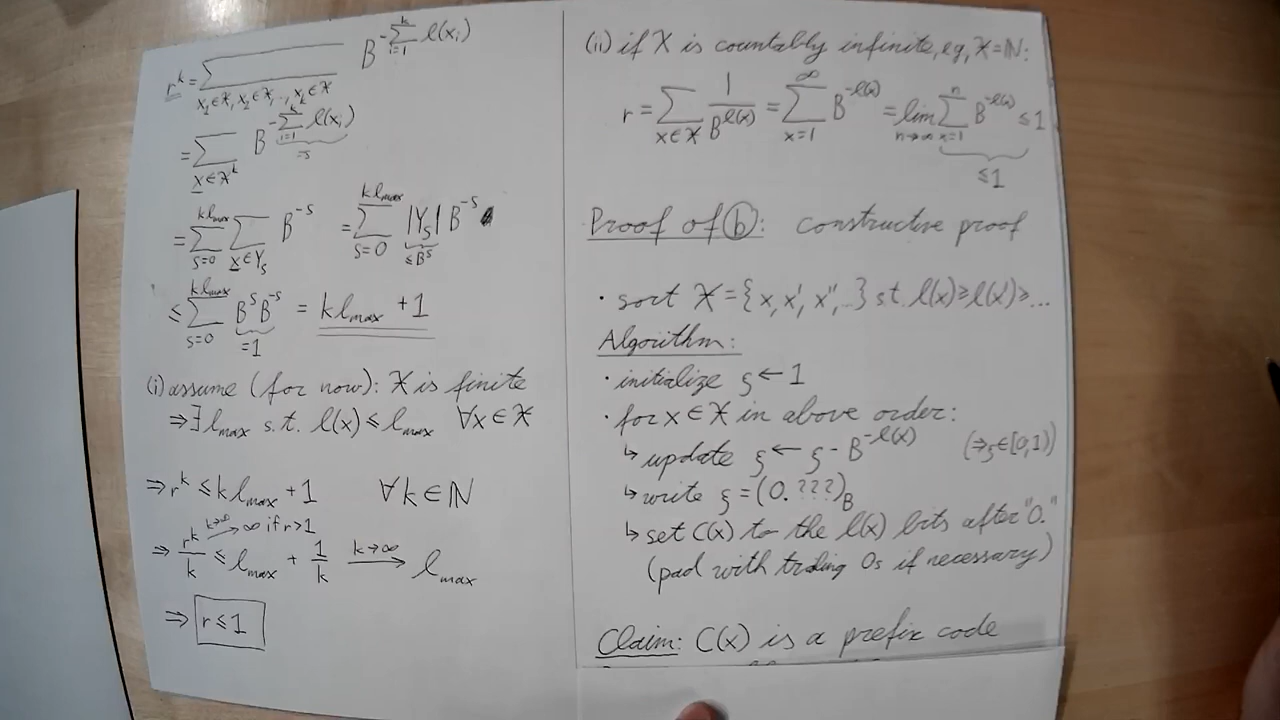 r^k = Σ_{x₁∈𝒳, x₂∈𝒳, ..., x_k∈𝒳} B^{-Σ_{i=1}^{k} ℓ(x_i)}
= Σ_{x∈𝒳^k} B^{-Σ_{i=1}^{k} ℓ(x_i)} =s
= Σ_{s=0}^{kℓ_max} Σ_{x∈Y_s} B^{-s} = Σ_{s=0}^{kℓ_max} |Y_s| B^{-s} ≤B^s
≤ Σ_{s=0}^{kℓ_max} B^s B^{-s} = kℓ_max + 1
=1
(i) assume (for now): 𝒳 is finite
⇒ ∃ ℓ_max s.t. ℓ(x) ≤ ℓ_max ∀x∈𝒳
⇒ r^k ≤ kℓ_max + 1 ∀k∈ℕ
k→∞ → ∞ if r>1
⇒ r^k/k ≤ ℓ_max + 1/k —k→∞→ ℓ_max
⇒ r ≤ 1
(ii) if 𝒳 is countably infinite, eg, 𝒳=ℕ:
r = Σ_{x∈𝒳} 1/B^{ℓ(x)} = Σ_{x=1}^{∞} B^{-ℓ(x)} = lim_{n→∞} Σ_{x=1}^{n} B^{-ℓ(x)} ≤ 1
≤1
Proof of ⓑ: constructive proof
• sort 𝒳 = {x, x', x'', ...} s.t. ℓ(x) ≥ ℓ(x') ≥ ...
Algorithm:
• initialize ξ ← 1
• for x∈𝒳 in above order:
↳ update ξ ← ξ - B^{-ℓ(x)} (⇒ξ∈[0,1))
↳ write ξ = (0.???)_B
↳ set C(x) to the ℓ(x) bits after "0."
(pad with trailing 0s if necessary)
Claim: C(x) is a prefix code